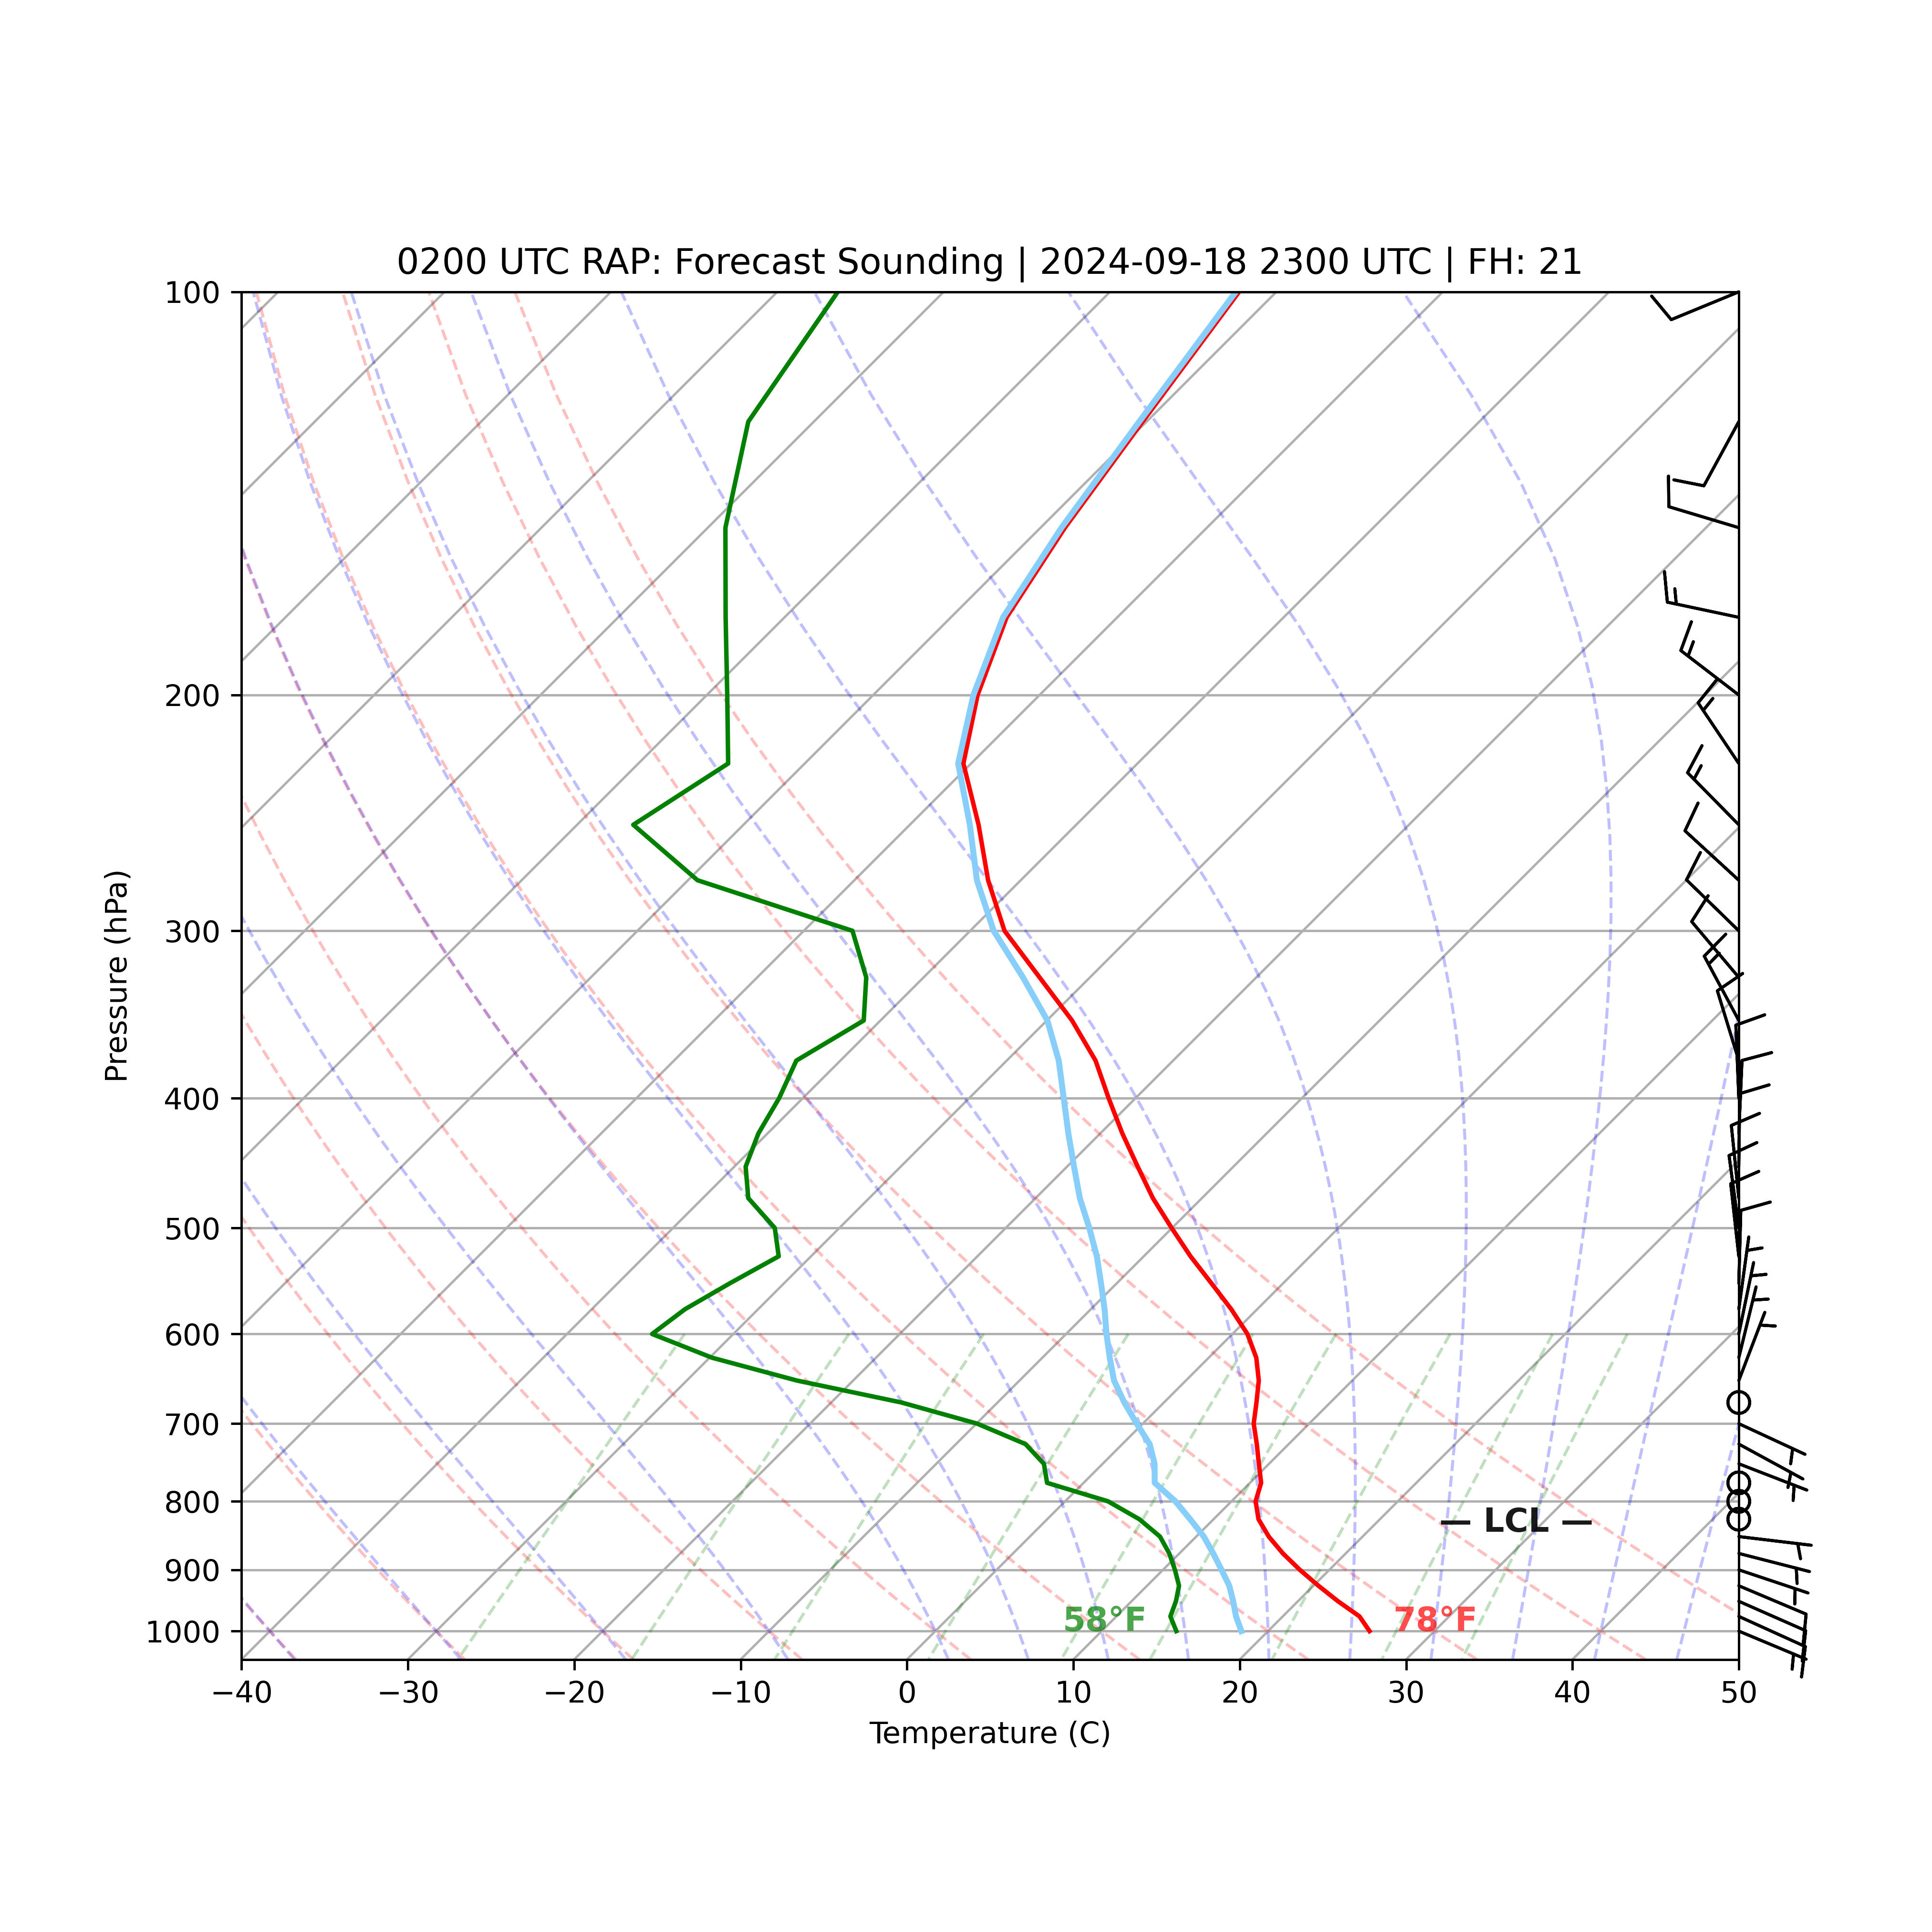 0200 UTC RAP: Forecast Sounding | 2024-09-18 2300 UTC | FH: 21
100
200
300
400
500
600
700
800
900
1000
Pressure (hPa)
— LCL —
58°F
78°F
−40 −30 −20 −10 0 10 20 30 40 50
Temperature (C)